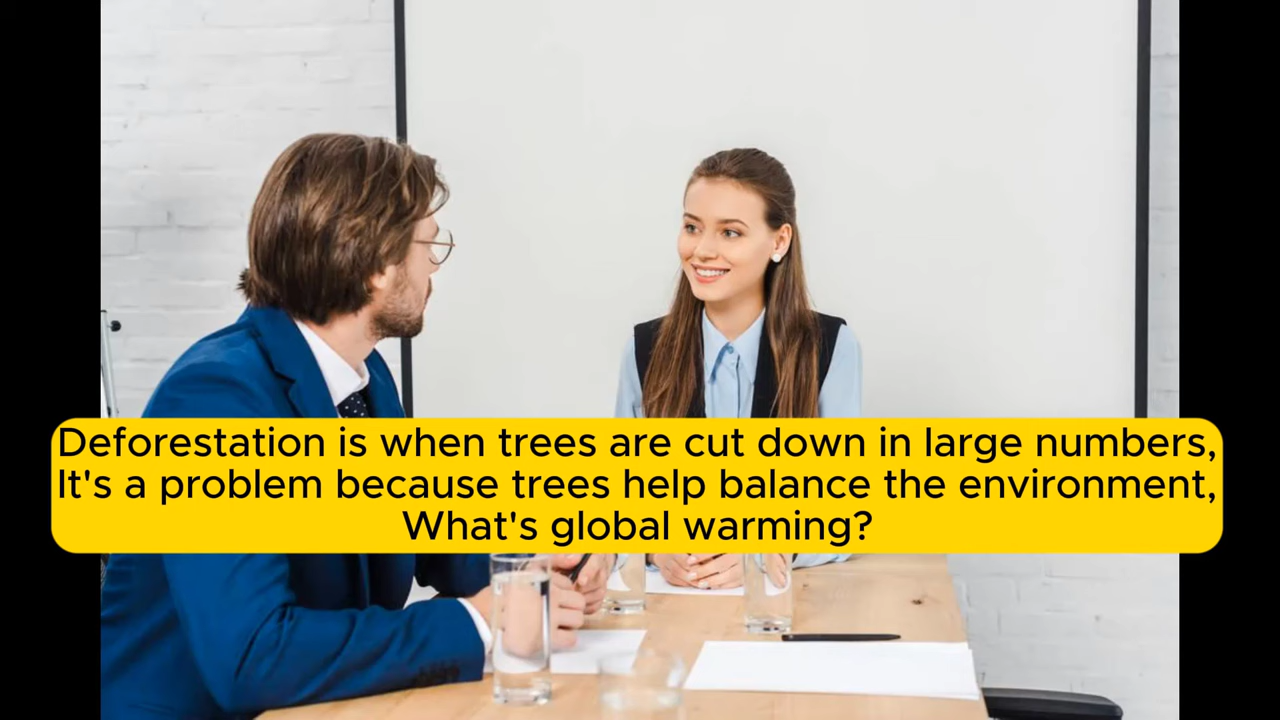 Deforestation is when trees are cut down in large numbers,
It's a problem because trees help balance the environment,
What's global warming?